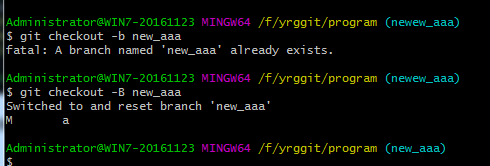 Administrator@WIN7-20161123 MINGW64 /f/yrggit/program (newew_aaa)
$ git checkout -b new_aaa
fatal: A branch named 'new_aaa' already exists.
Administrator@WIN7-20161123 MINGW64 /f/yrggit/program (newew_aaa)
$ git checkout -B new_aaa
Switched to and reset branch 'new_aaa'
M       a
Administrator@WIN7-20161123 MINGW64 /f/yrggit/program (new_aaa)
$